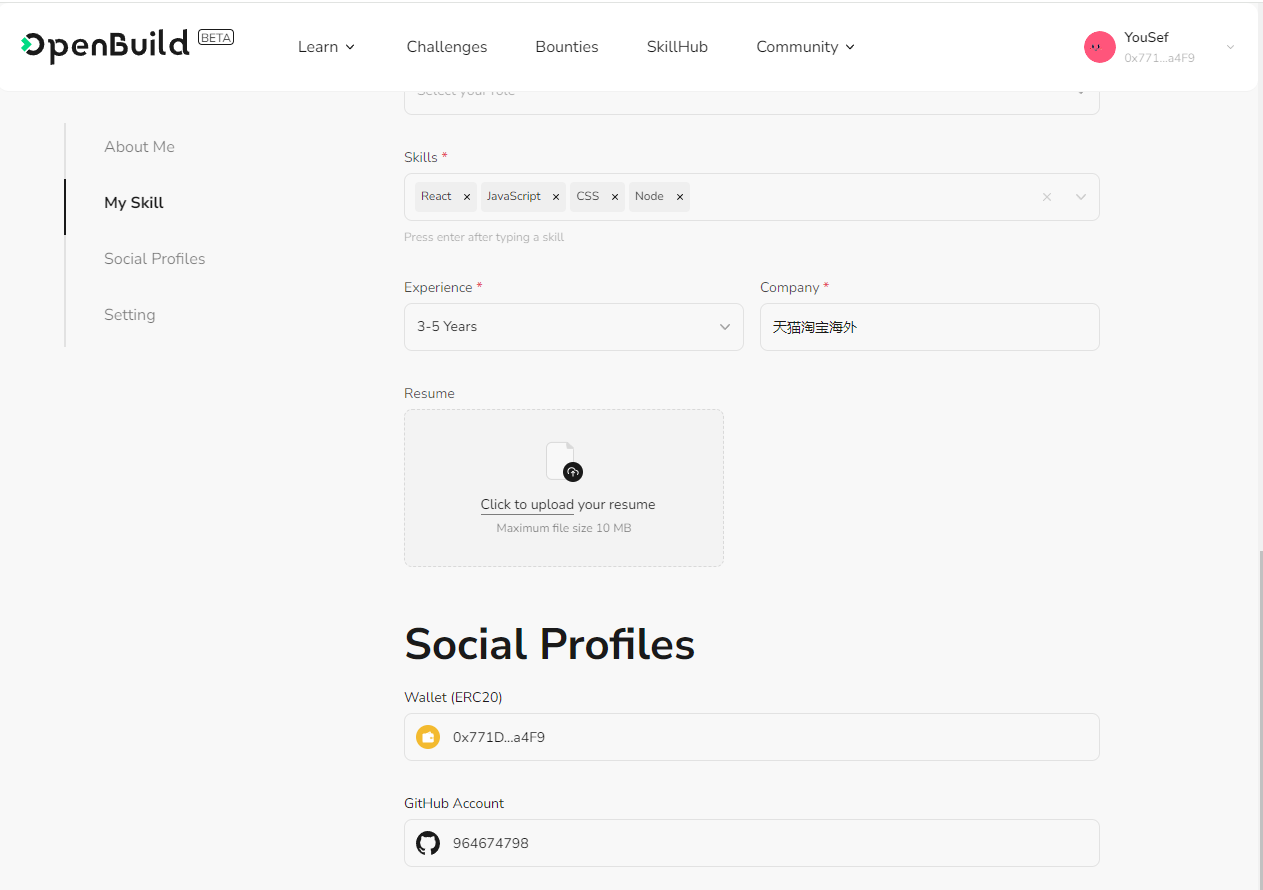 OpenBuild BETA
Learn
Challenges
Bounties
SkillHub
Community
YouSef
0x771...a4F9
Select your role
About Me
My Skill
Social Profiles
Setting
Skills *
React × JavaScript × CSS × Node ×
Press enter after typing a skill
Experience *
3-5 Years
Company *
天猫淘宝海外
Resume
Click to upload your resume
Maximum file size 10 MB
Social Profiles
Wallet (ERC20)
0x771D...a4F9
GitHub Account
964674798